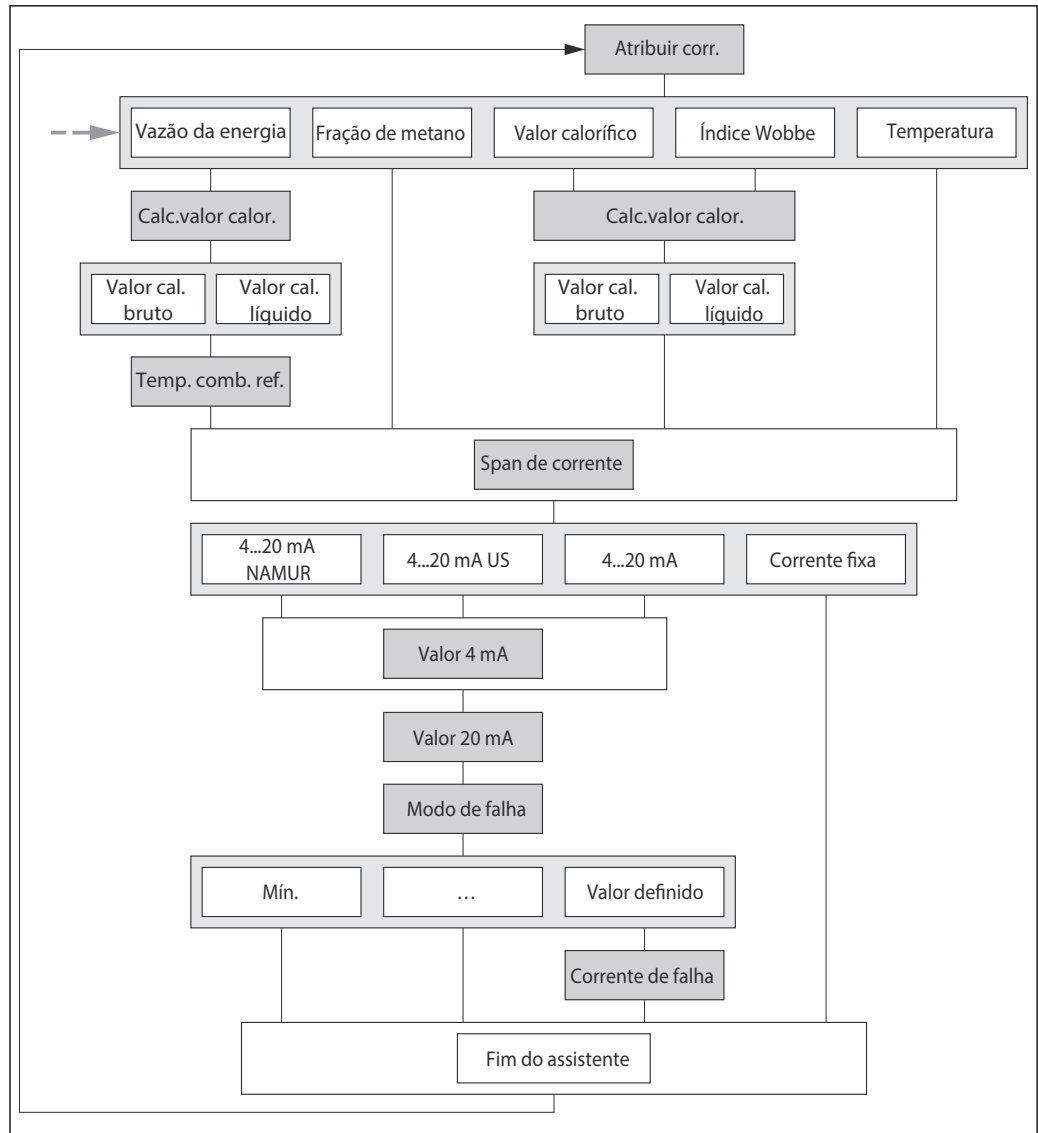 Atribuir corr.
Vazão da energia
Fração de metano
Valor calorífico
Índice Wobbe
Temperatura
Calc.valor calor.
Calc.valor calor.
Valor cal.
bruto
Valor cal.
líquido
Valor cal.
bruto
Valor cal.
líquido
Temp. comb. ref.
Span de corrente
4...20 mA
NAMUR
4...20 mA US
4...20 mA
Corrente fixa
Valor 4 mA
Valor 20 mA
Modo de falha
Mín.
…
Valor definido
Corrente de falha
Fim do assistente